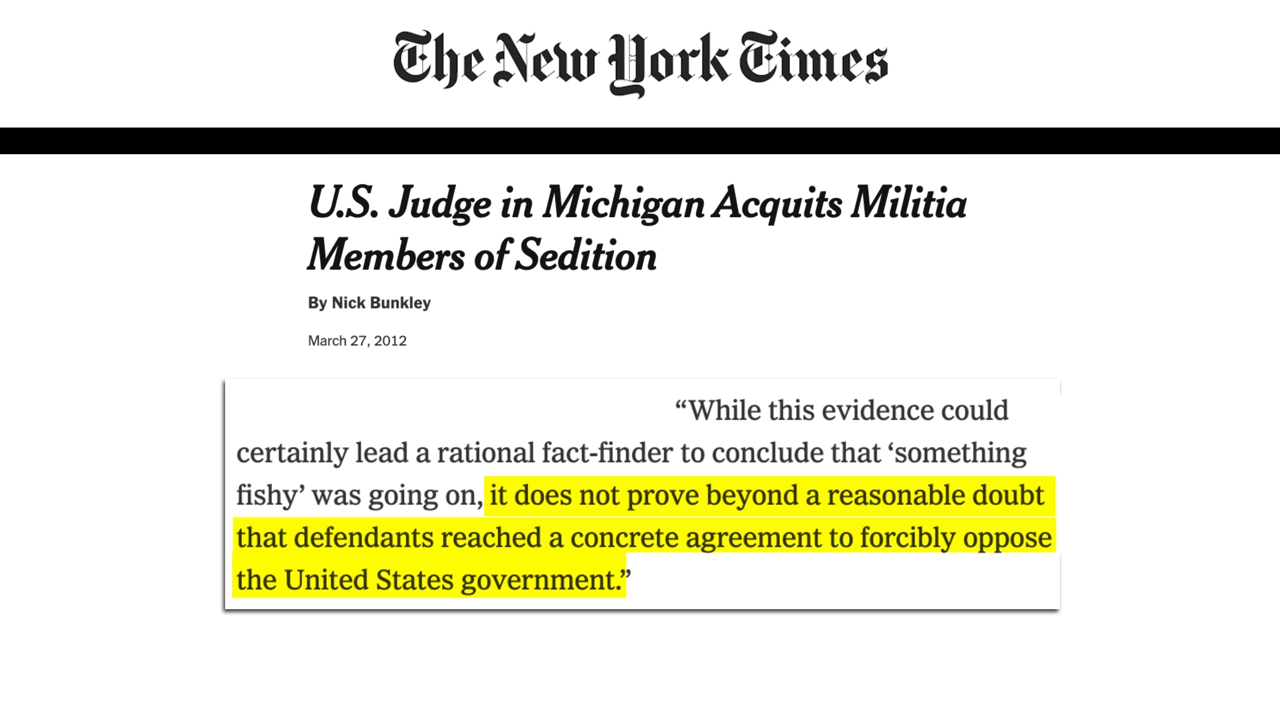 The New York Times
U.S. Judge in Michigan Acquits Militia
Members of Sedition
By Nick Bunkley
March 27, 2012
“While this evidence could
certainly lead a rational fact-finder to conclude that ‘something
fishy’ was going on, it does not prove beyond a reasonable doubt
that defendants reached a concrete agreement to forcibly oppose
the United States government.”